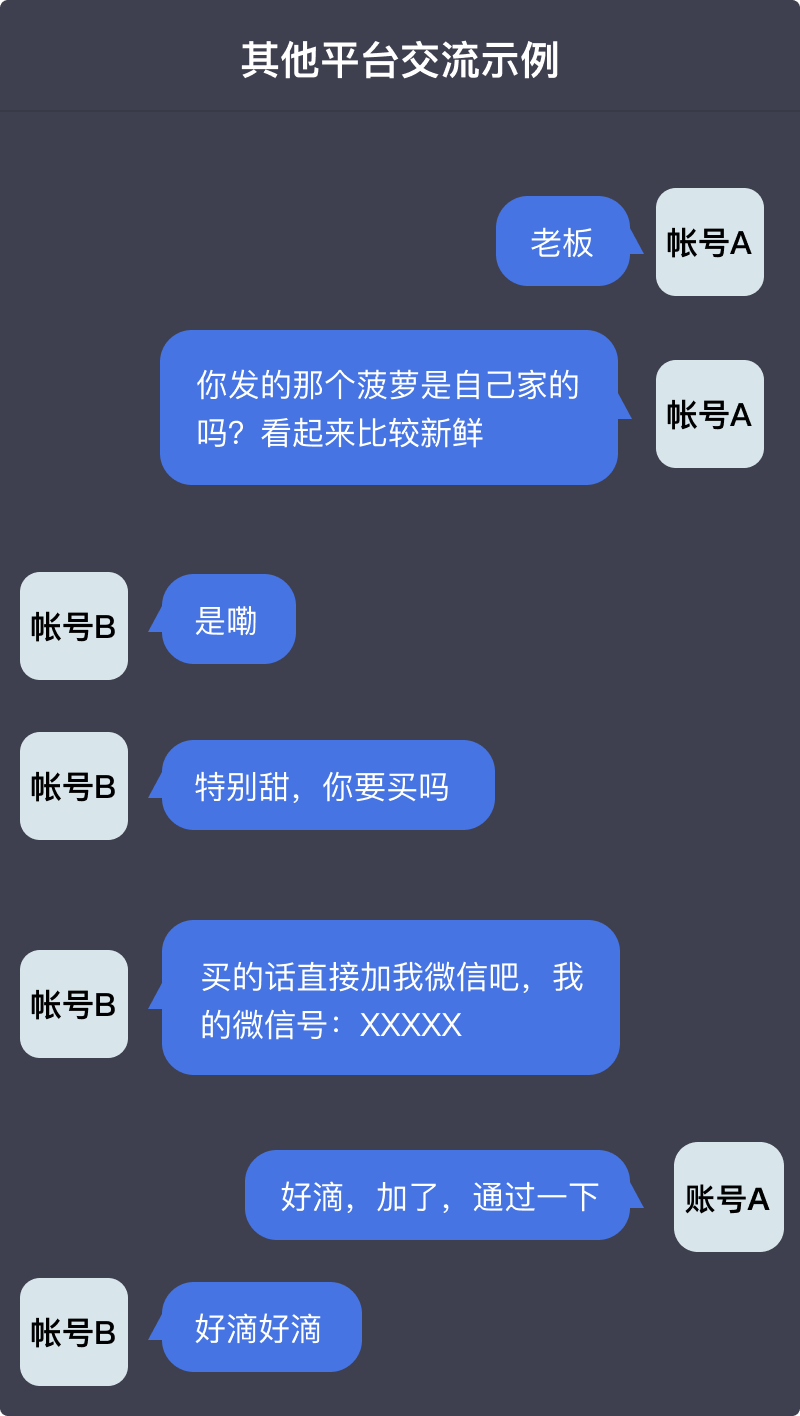 其他平台交流示例
老板
帐号A
你发的那个菠萝是自己家的
吗？看起来比较新鲜
帐号A
帐号B
是嘞
帐号B
特别甜，你要买吗
帐号B
买的话直接加我微信吧，我
的微信号：XXXXX
好滴，加了，通过一下
账号A
帐号B
好滴好滴